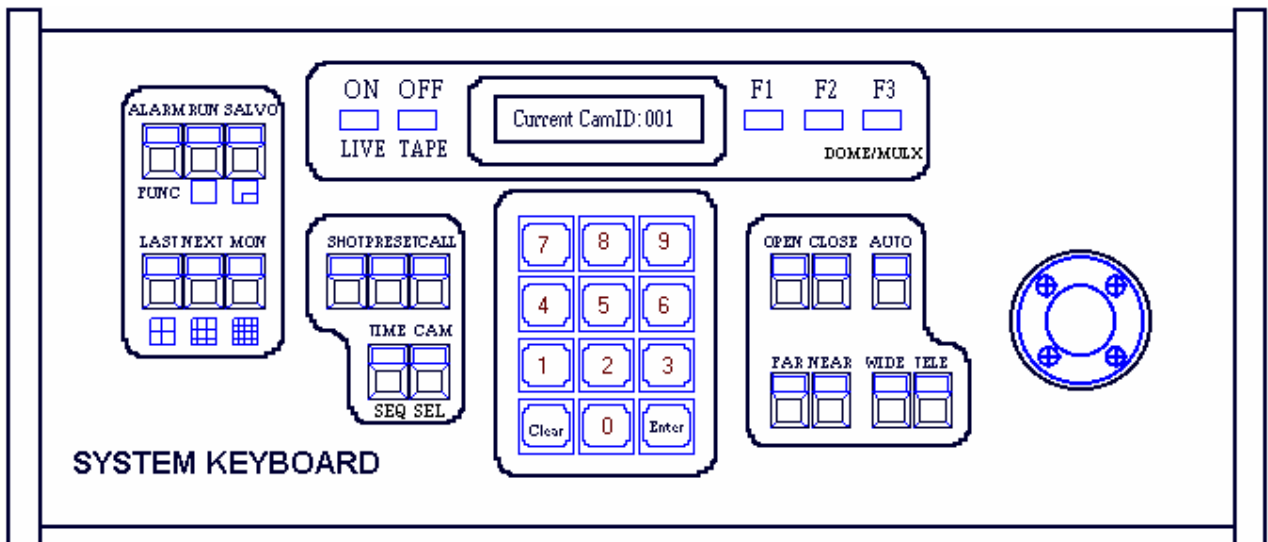 ON OFF
LIVE TAPE
Current CamID:001
F1 F2 F3
DOME/MULX
ALARM RUN SALVO
FUNC
LAST NEXT MON
SHOT PRESET CALL
TIME CAM
SEQ SEL
7 8 9
4 5 6
1 2 3
Clear 0 Enter
OPEN CLOSE AUTO
FAR NEAR WIDE TELE
SYSTEM KEYBOARD